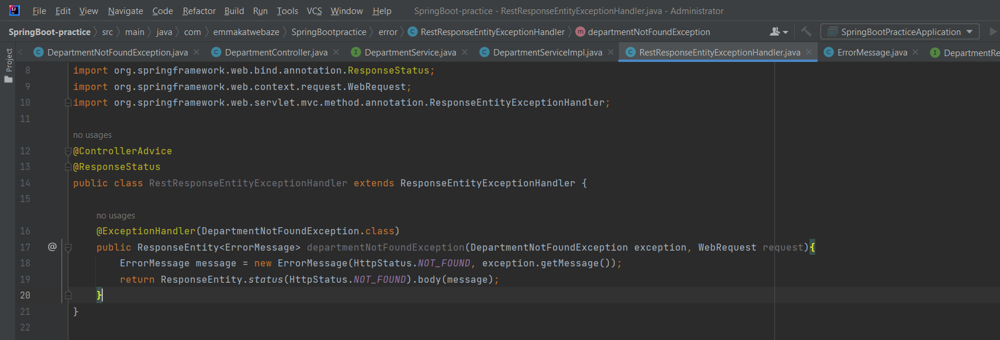 File Edit View Navigate Code Refactor Build Run Tools VCS Window Help SpringBoot-practice - RestResponseEntityExceptionHandler.java - Administrator
SpringBoot-practice src main java com emmakatwebaze SpringBootpractice error RestResponseEntityExceptionHandler departmentNotFoundException SpringBootPracticeApplication
Project
DepartmentNotFoundException.java DepartmentController.java DepartmentService.java DepartmentServiceImpl.java RestResponseEntityExceptionHandler.java ErrorMessage.java DepartmentRe
8 import org.springframework.web.bind.annotation.ResponseStatus;
9 import org.springframework.web.context.request.WebRequest;
10 import org.springframework.web.servlet.mvc.method.annotation.ResponseEntityExceptionHandler;
11
no usages
12 @ControllerAdvice
13 @ResponseStatus
14 public class RestResponseEntityExceptionHandler extends ResponseEntityExceptionHandler {
15
no usages
16 @ExceptionHandler(DepartmentNotFoundException.class)
17 @ public ResponseEntity<ErrorMessage> departmentNotFoundException(DepartmentNotFoundException exception, WebRequest request){
18 ErrorMessage message = new ErrorMessage(HttpStatus.NOT_FOUND, exception.getMessage());
19 return ResponseEntity.status(HttpStatus.NOT_FOUND).body(message);
20 }
21 }
22